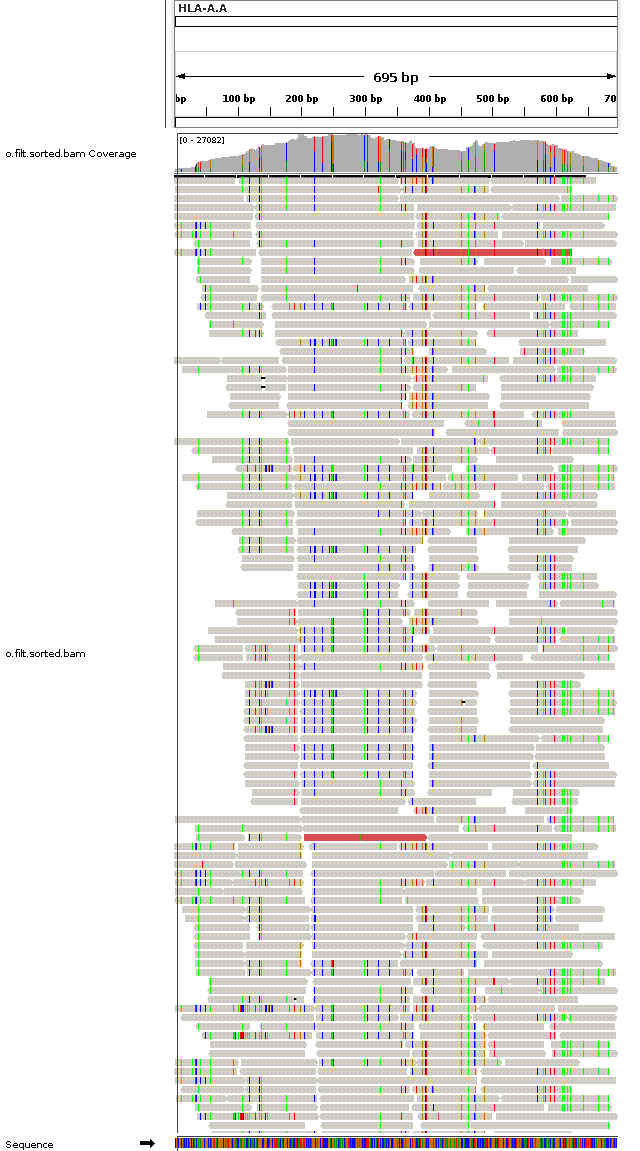 HLA-A.A
695 bp
bp 100 bp 200 bp 300 bp 400 bp 500 bp 600 bp 70
[0 - 27082]
o.filt.sorted.bam Coverage
o.filt.sorted.bam
Sequence